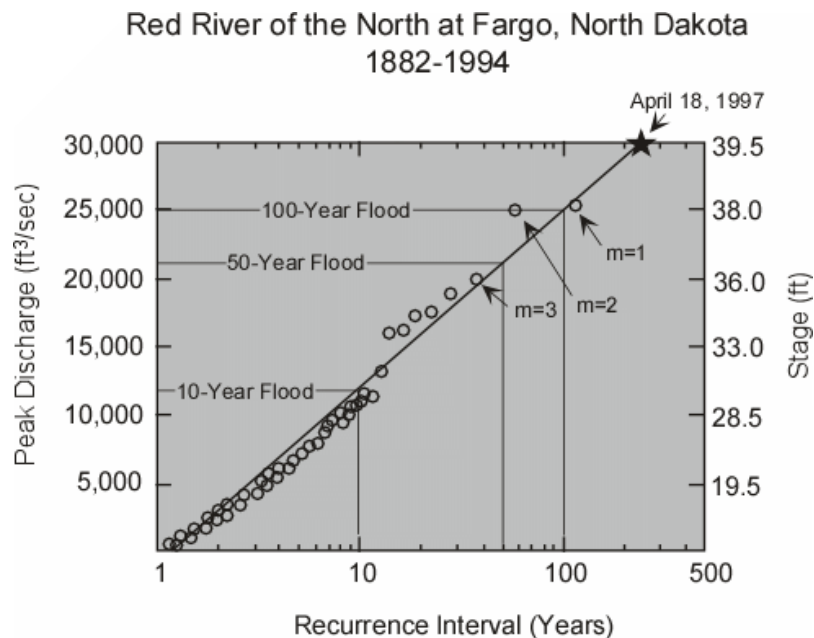 Red River of the North at Fargo, North Dakota
1882-1994
April 18, 1997
30,000
39.5
25,000
100-Year Flood
38.0
m=1
50-Year Flood
20,000
36.0
m=3
m=2
15,000
33.0
10-Year Flood
10,000
28.5
5,000
19.5
Peak Discharge (ft³/sec)
Stage (ft)
1
10
100
500
Recurrence Interval (Years)